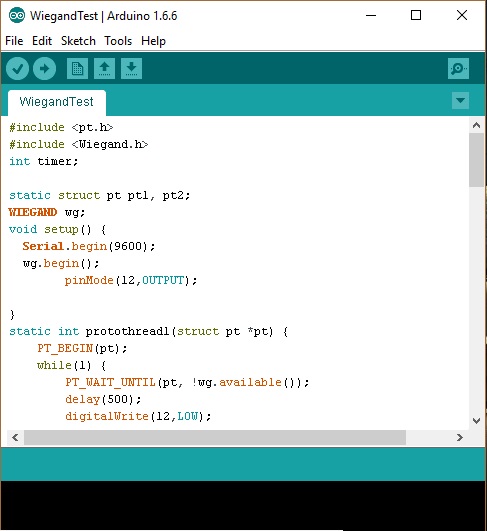 WiegandTest | Arduino 1.6.6
File Edit Sketch Tools Help
WiegandTest
#include <pt.h>
#include <Wiegand.h>
int timer;
static struct pt pt1, pt2;
WIEGAND wg;
void setup() {
  Serial.begin(9600);
  wg.begin();
        pinMode(12,OUTPUT);
}
static int protothread1(struct pt *pt) {
    PT_BEGIN(pt);
    while(1) {
        PT_WAIT_UNTIL(pt, !wg.available());
        delay(500);
        digitalWrite(12,LOW);